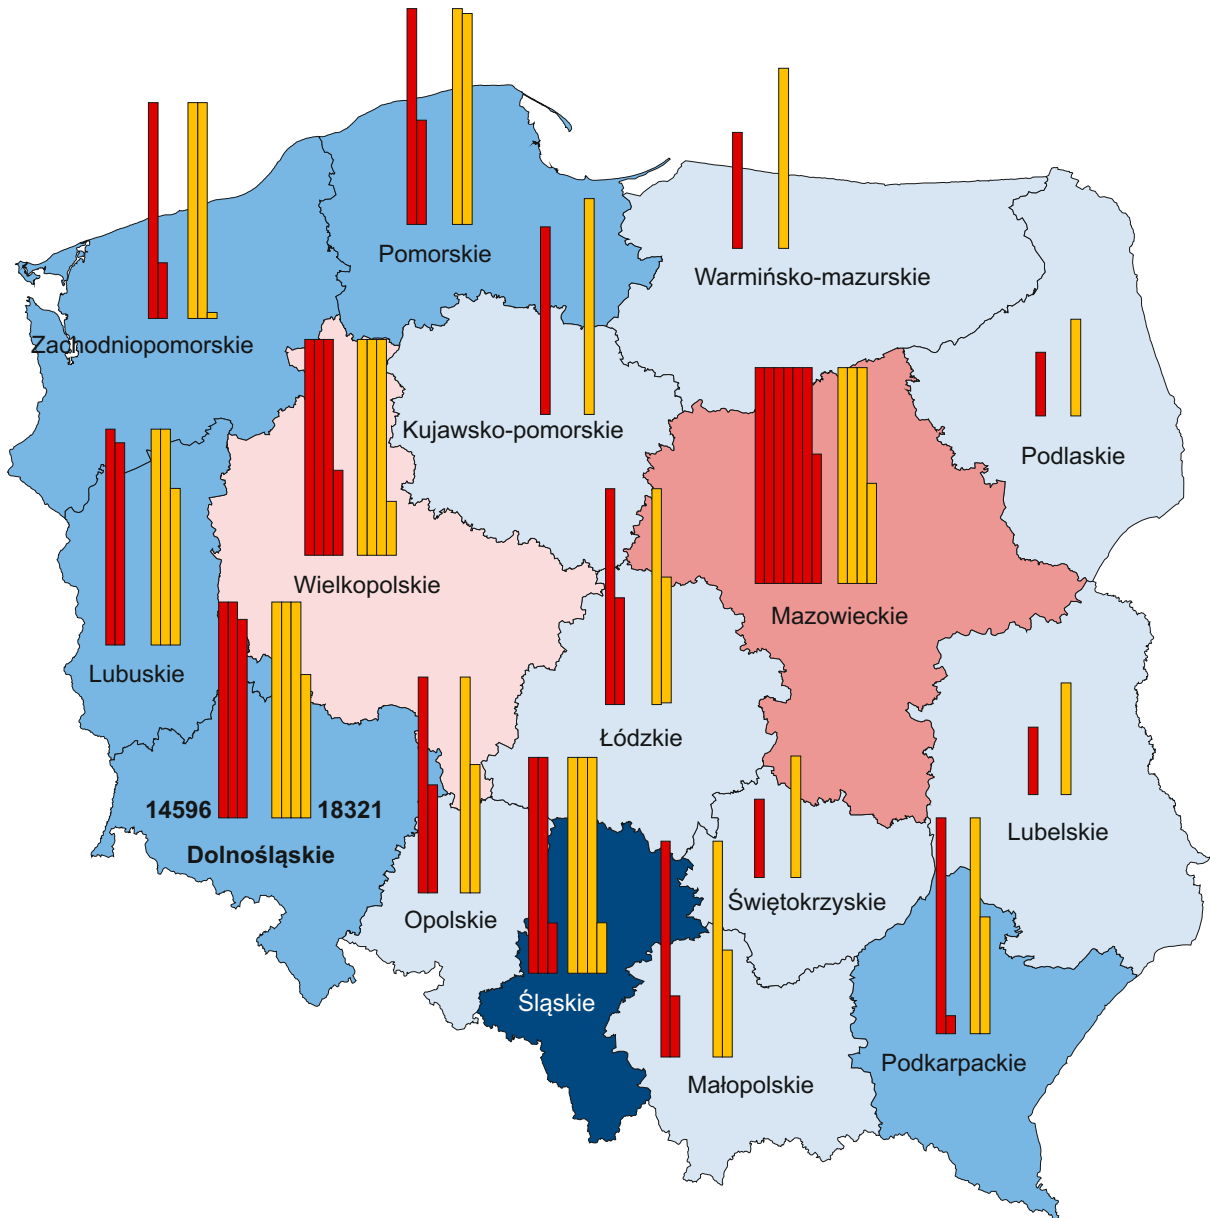 Pomorskie
Warmińsko-mazurskie
Zachodniopomorskie
Kujawsko-pomorskie
Podlaskie
Wielkopolskie
Mazowieckie
Lubuskie
Łódzkie
14596 18321
Lubelskie
Dolnośląskie
Świętokrzyskie
Opolskie
Śląskie
Podkarpackie
Małopolskie